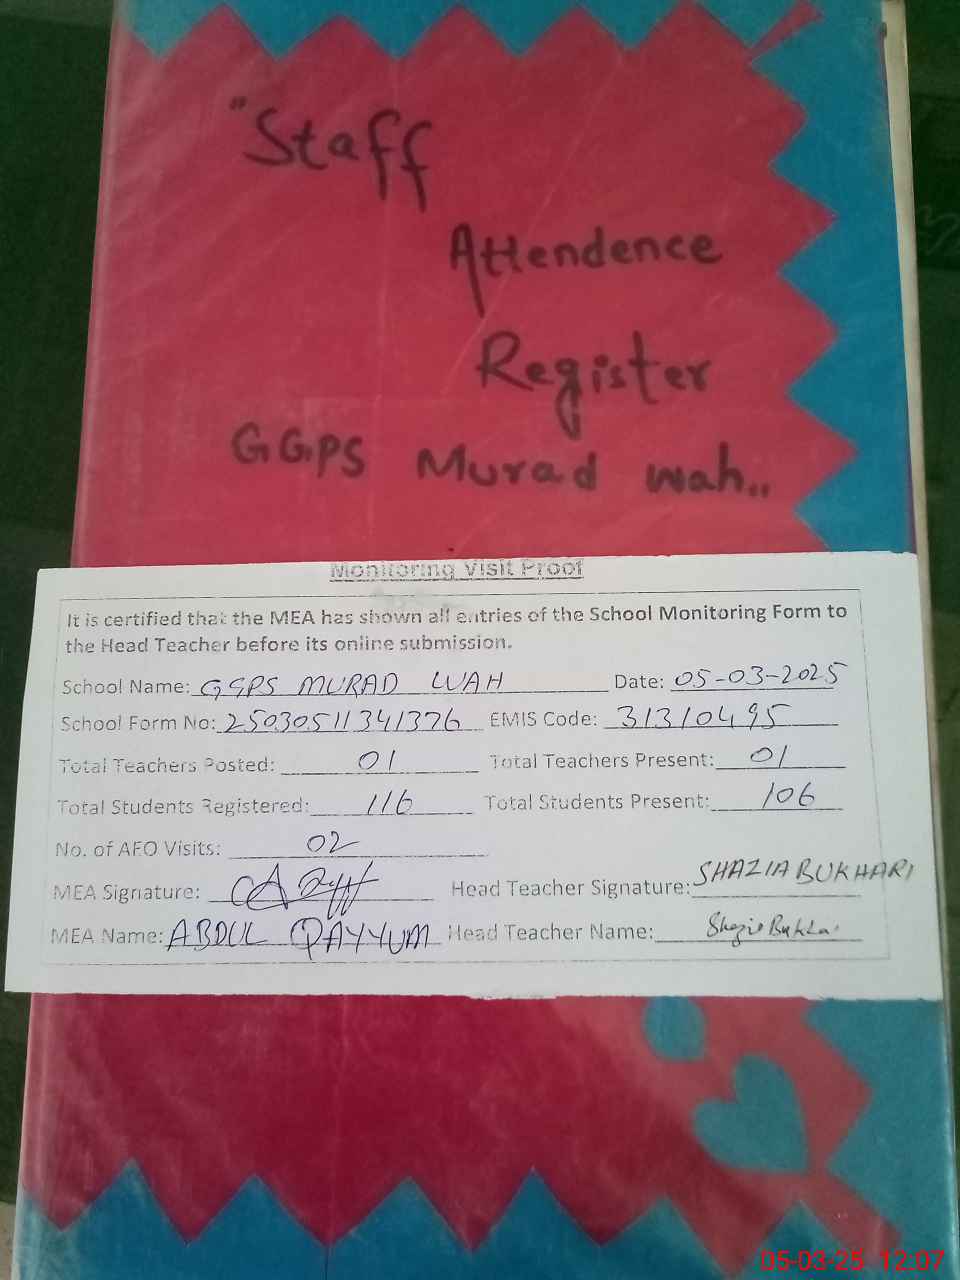 "Staff
Attendence
Register
GGPS Murad wah..
Monitoring Visit Proof
It is certified that the MEA has shown all entries of the School Monitoring Form to
the Head Teacher before its online submission.
School Name: GGPS MURAD WAH Date: 05-03-2025
School Form No: 25030511341376 EMIS Code: 31310495
Total Teachers Posted: 01 Total Teachers Present: 01
Total Students Registered: 116 Total Students Present: 106
No. of AEO Visits: 02
MEA Signature: Head Teacher Signature: SHAZIA BUKHARI
MEA Name: ABDUL QAYYUM Head Teacher Name: Shazia Bukhari
05-03-25 12:07